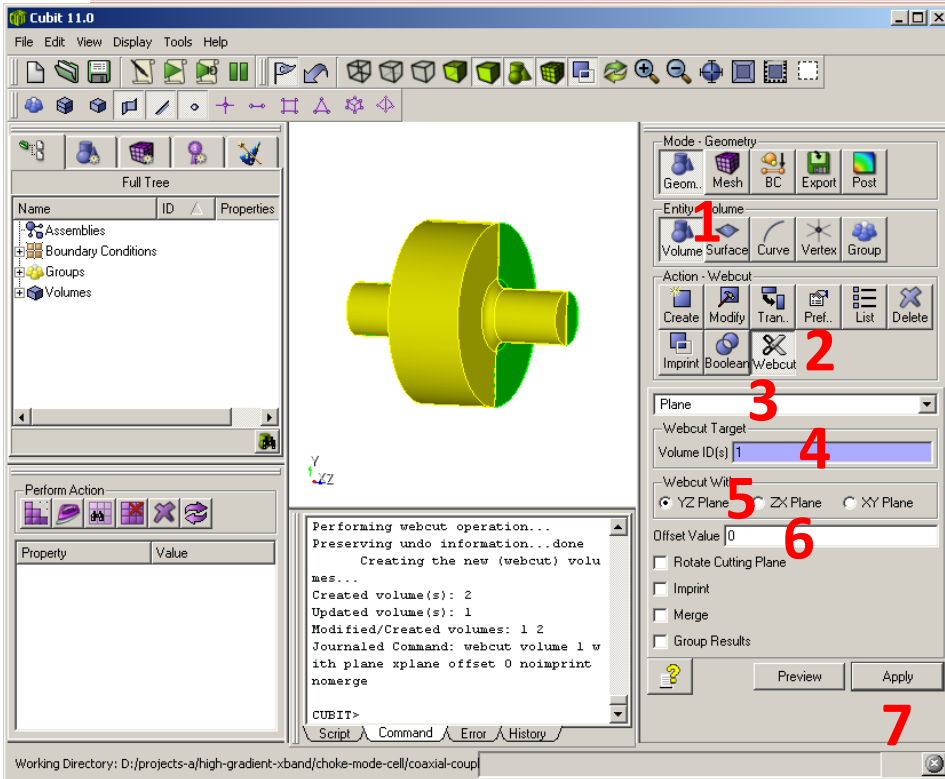 Cubit 11.0
File Edit View Display Tools Help
Full Tree
Name ID Properties
Assemblies
Boundary Conditions
Groups
Volumes
Perform Action
Property Value
Y
XZ
Performing webcut operation...
Preserving undo information...done
Creating the new (webcut) volu
mes...
Created volume(s): 2
Updated volume(s): 1
Modified/Created volumes: 1 2
Journaled Command: webcut volume 1 w
ith plane xplane offset 0 noimprint
nomerge
CUBIT>
Script Command Error History
Mode - Geometry
Geom.. Mesh BC Export Post
1
Entity - Volume
Volume Surface Curve Vertex Group
Action - Webcut
Create Modify Tran.. Pref.. List Delete
2
Imprint Boolean Webcut
3
Plane
Webcut Target
4
Volume ID(s) 1
Webcut With
5
YZ Plane ZX Plane XY Plane
6
Offset Value 0
Rotate Cutting Plane
Imprint
Merge
Group Results
Preview Apply
7
Working Directory: D:/projects-a/high-gradient-xband/choke-mode-cell/coaxial-coupl